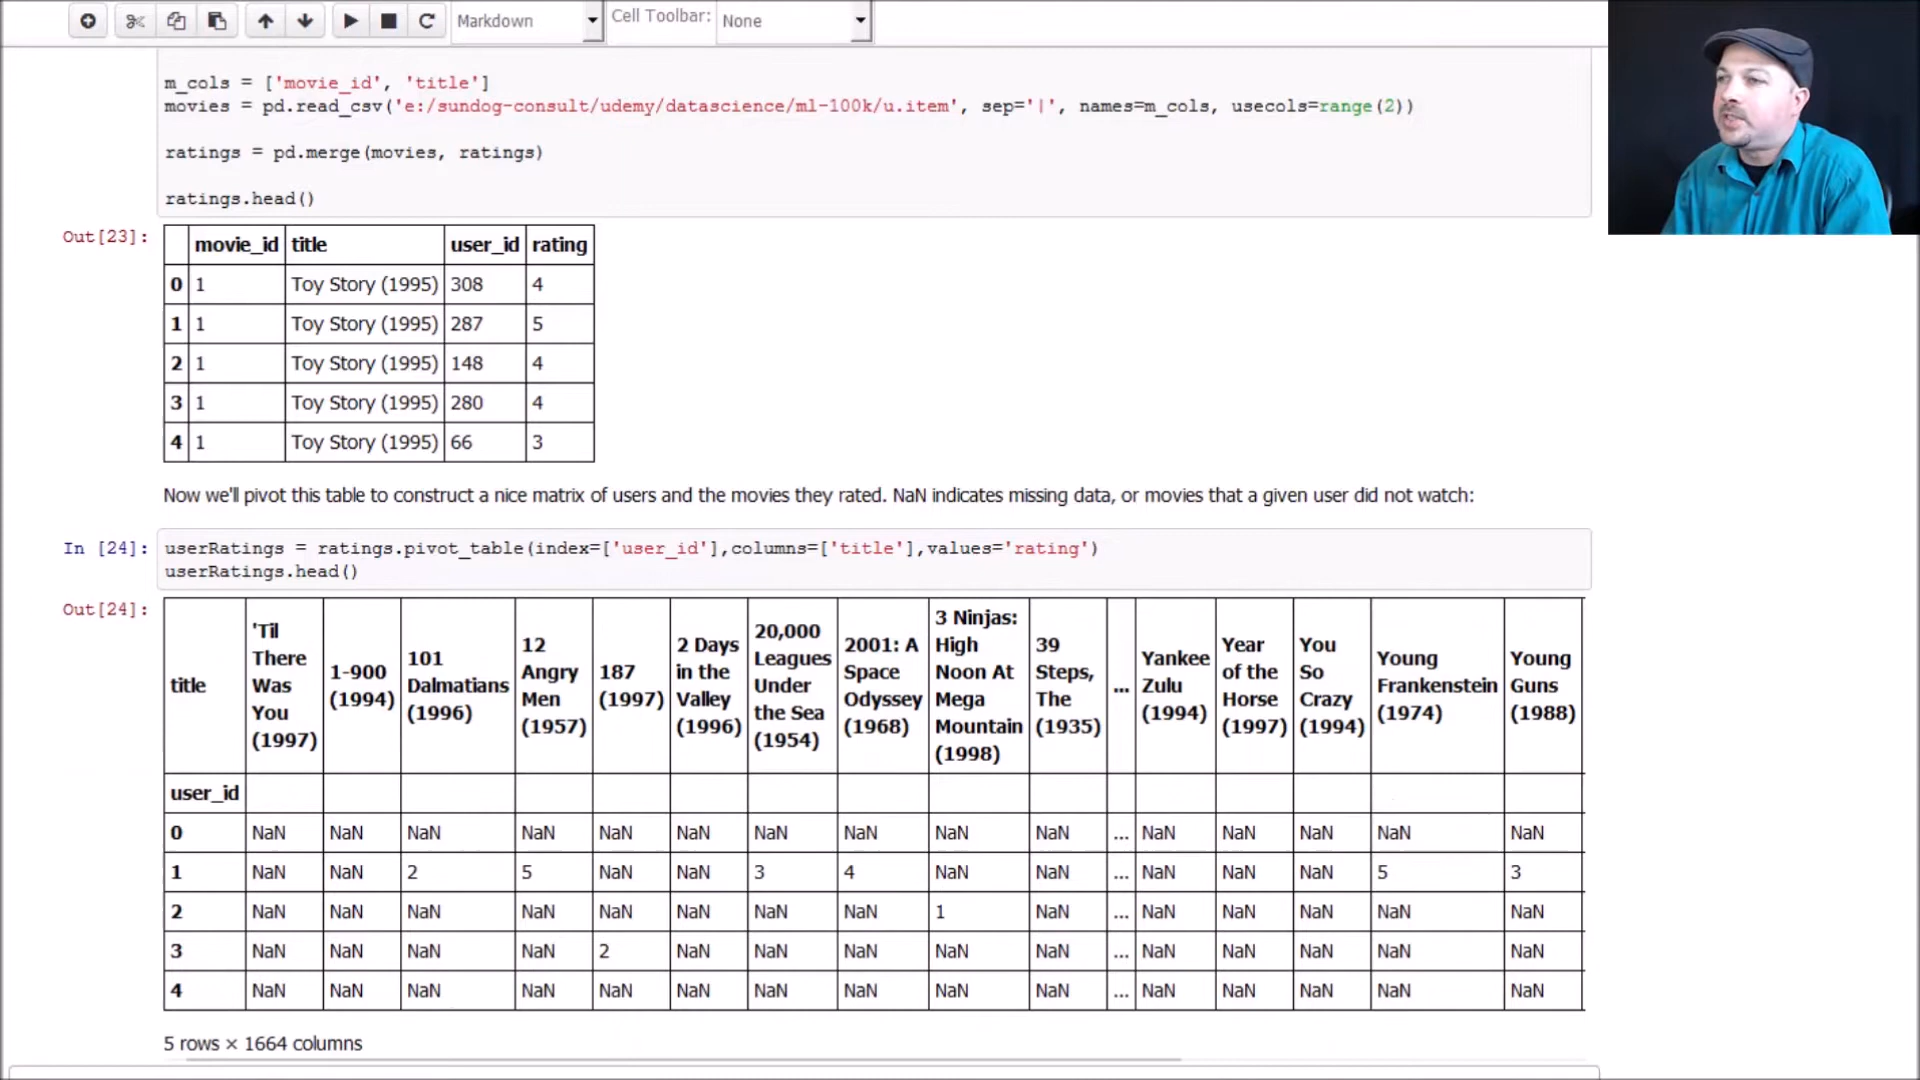 Markdown Cell Toolbar: None
m_cols = ['movie_id', 'title']
movies = pd.read_csv('e:/sundog-consult/udemy/datascience/ml-100k/u.item', sep='|', names=m_cols, usecols=range(2))
ratings = pd.merge(movies, ratings)
ratings.head()
Out[23]:
movie_id title user_id rating
0 1 Toy Story (1995) 308 4
1 1 Toy Story (1995) 287 5
2 1 Toy Story (1995) 148 4
3 1 Toy Story (1995) 280 4
4 1 Toy Story (1995) 66 3
Now we'll pivot this table to construct a nice matrix of users and the movies they rated. NaN indicates missing data, or movies that a given user did not watch:
In [24]: userRatings = ratings.pivot_table(index=['user_id'],columns=['title'],values='rating')
userRatings.head()
Out[24]:
title
'Til
There
Was
You
(1997)
1-900
(1994)
101
Dalmatians
(1996)
12
Angry
Men
(1957)
187
(1997)
2 Days
in the
Valley
(1996)
20,000
Leagues
Under
the Sea
(1954)
2001: A
Space
Odyssey
(1968)
3 Ninjas:
High
Noon At
Mega
Mountain
(1998)
39
Steps,
The
(1935)
...
Yankee
Zulu
(1994)
Year
of the
Horse
(1997)
You
So
Crazy
(1994)
Young
Frankenstein
(1974)
Young
Guns
(1988)
user_id
0 NaN NaN NaN NaN NaN NaN NaN NaN NaN NaN ... NaN NaN NaN NaN NaN
1 NaN NaN 2 5 NaN NaN 3 4 NaN NaN ... NaN NaN NaN 5 3
2 NaN NaN NaN NaN NaN NaN NaN NaN 1 NaN ... NaN NaN NaN NaN NaN
3 NaN NaN NaN NaN 2 NaN NaN NaN NaN NaN ... NaN NaN NaN NaN NaN
4 NaN NaN NaN NaN NaN NaN NaN NaN NaN NaN ... NaN NaN NaN NaN NaN
5 rows × 1664 columns